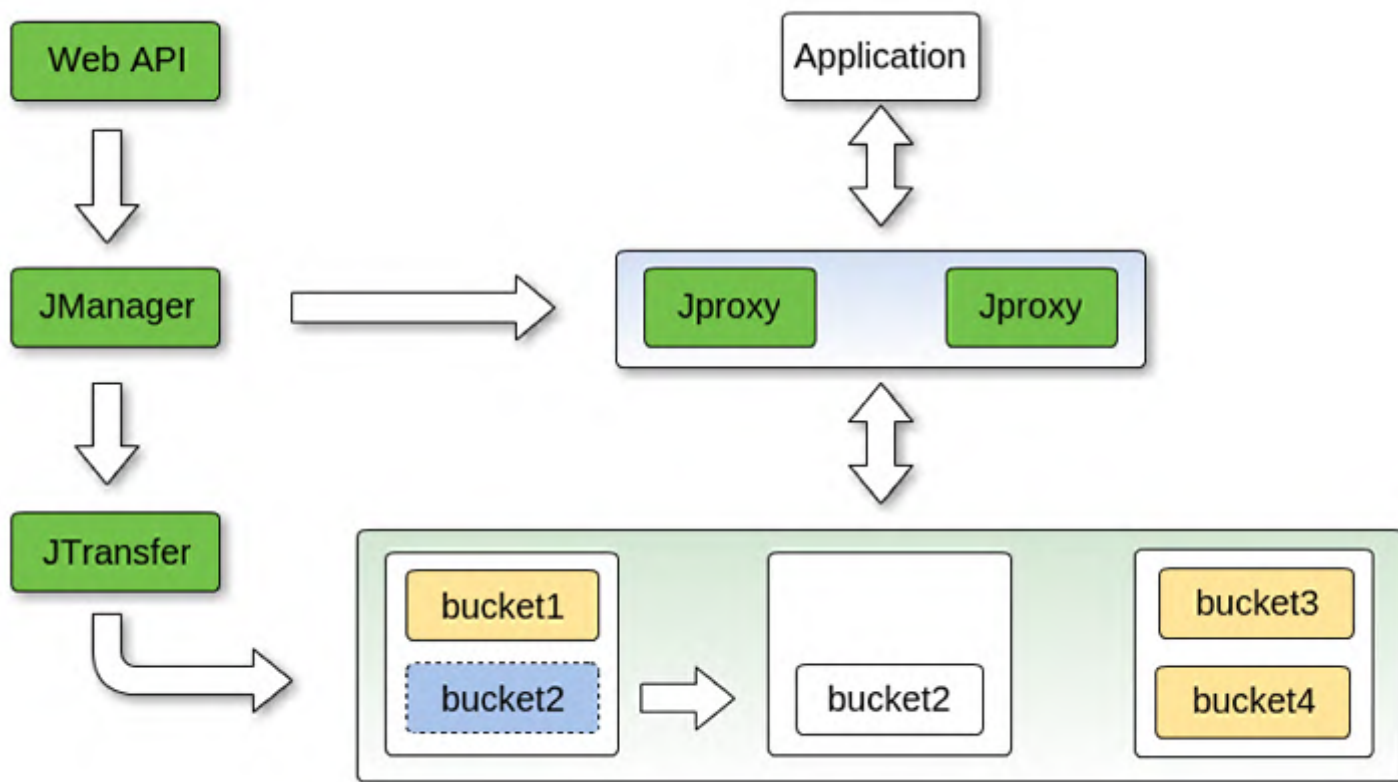 Web API
Application
JManager
Jproxy
Jproxy
JTransfer
bucket1
bucket2
bucket2
bucket3
bucket4